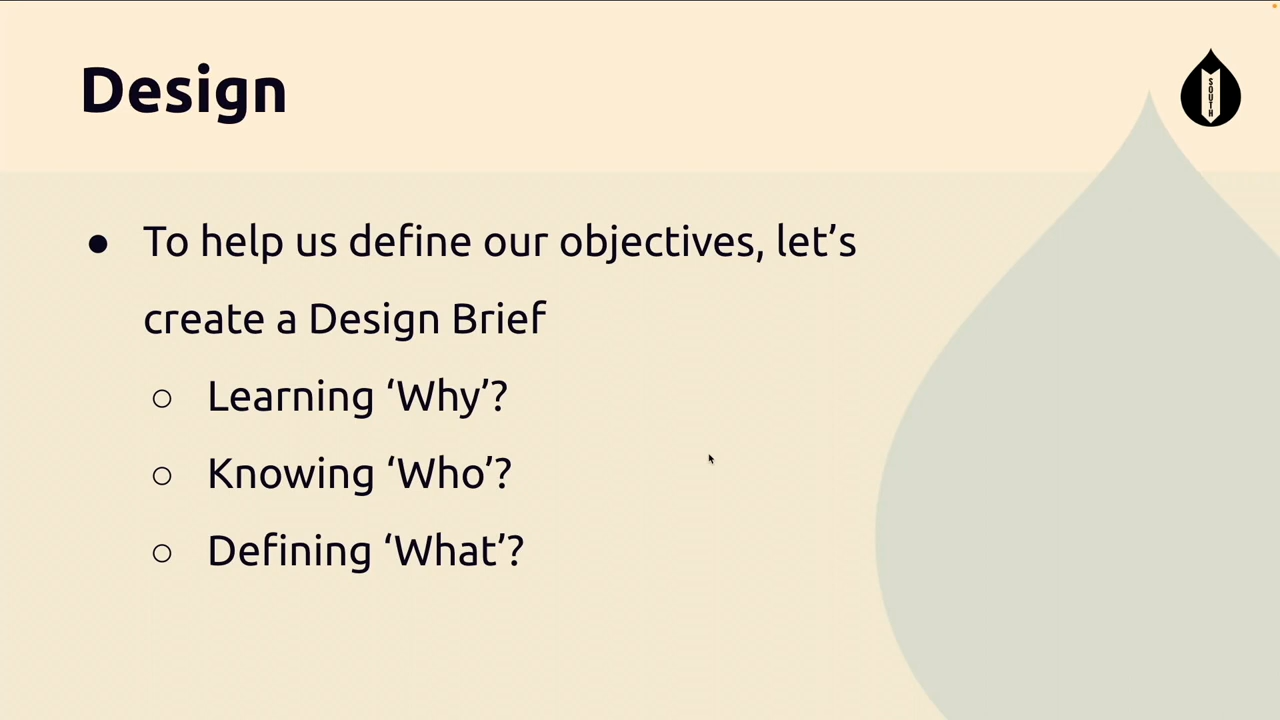 Design
SOUTH
● To help us define our objectives, let’s
create a Design Brief
○ Learning ‘Why’?
○ Knowing ‘Who’?
○ Defining ‘What’?